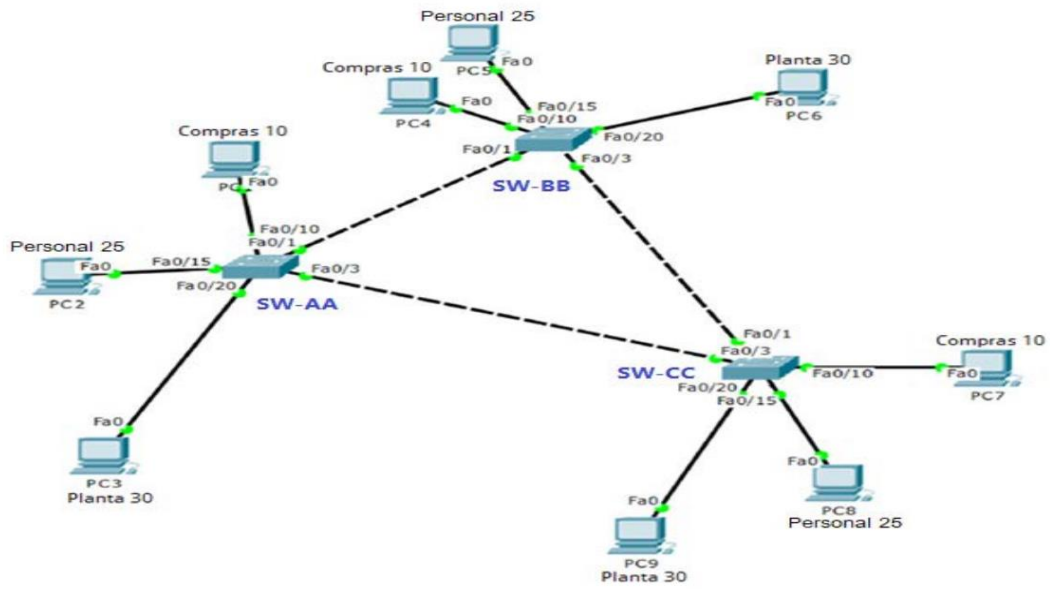 Personal 25
Fa0
PC5
Compras 10
Fa0
PC4
Fa0/15
Fa0/10
Planta 30
Fa0
PC6
Fa0/20
Fa0/1
Fa0/3
SW-BB
Compras 10
Fa0
Fa0/10
Fa0/1
Personal 25
Fa0
Fa0/15
PC2
Fa0/20
Fa0/3
SW-AA
Fa0
PC3
Planta 30
Fa0/1
Fa0/3
SW-CC
Fa0/20
Fa0/15
Fa0/10
Compras 10
Fa0
PC7
Fa0
PC8
Personal 25
Fa0
PC9
Planta 30